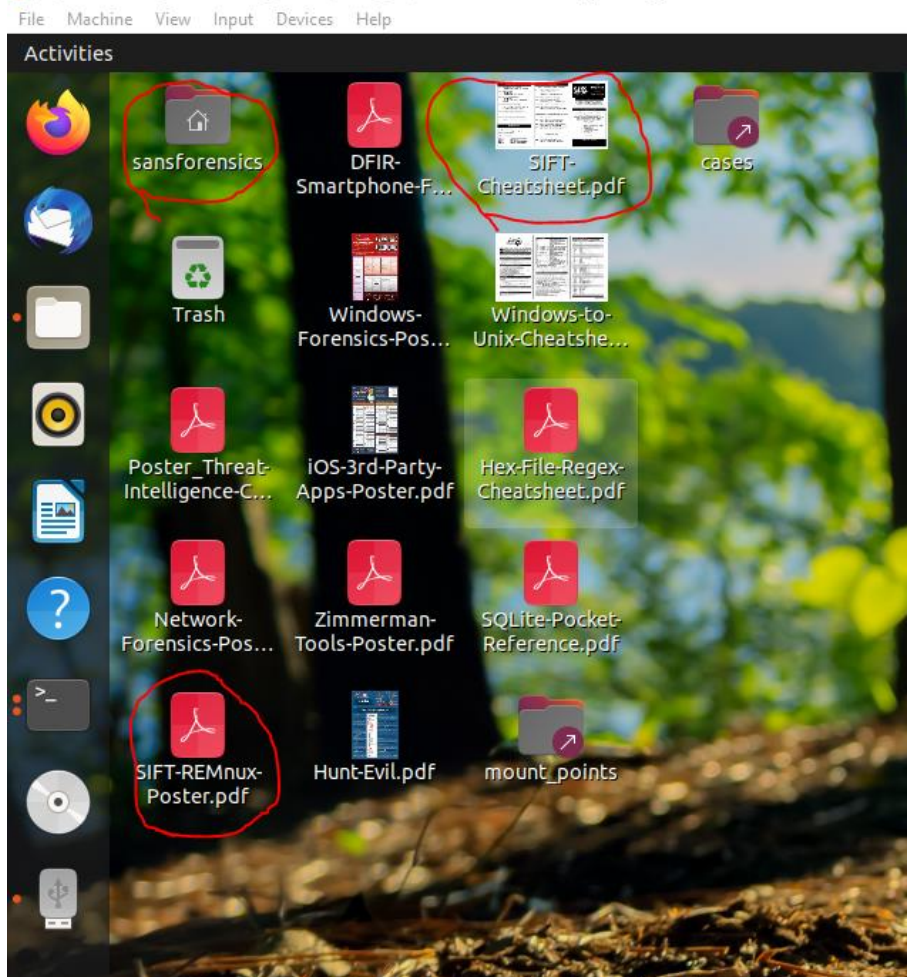 File Machine View Input Devices Help
Activities
sansforensics
DFIR-
Smartphone-F...
SIFT-
Cheatsheet.pdf
cases
Trash
Windows-
Forensics-Pos...
Windows-to-
Unix-Cheatshe...
Poster_Threat-
Intelligence-C...
iOS-3rd-Party-
Apps-Poster.pdf
Hex-File-Regex-
Cheatsheet.pdf
Network-
Forensics-Pos...
Zimmerman-
Tools-Poster.pdf
SQLite-Pocket-
Reference.pdf
SIFT-REMnux-
Poster.pdf
Hunt-Evil.pdf
mount_points